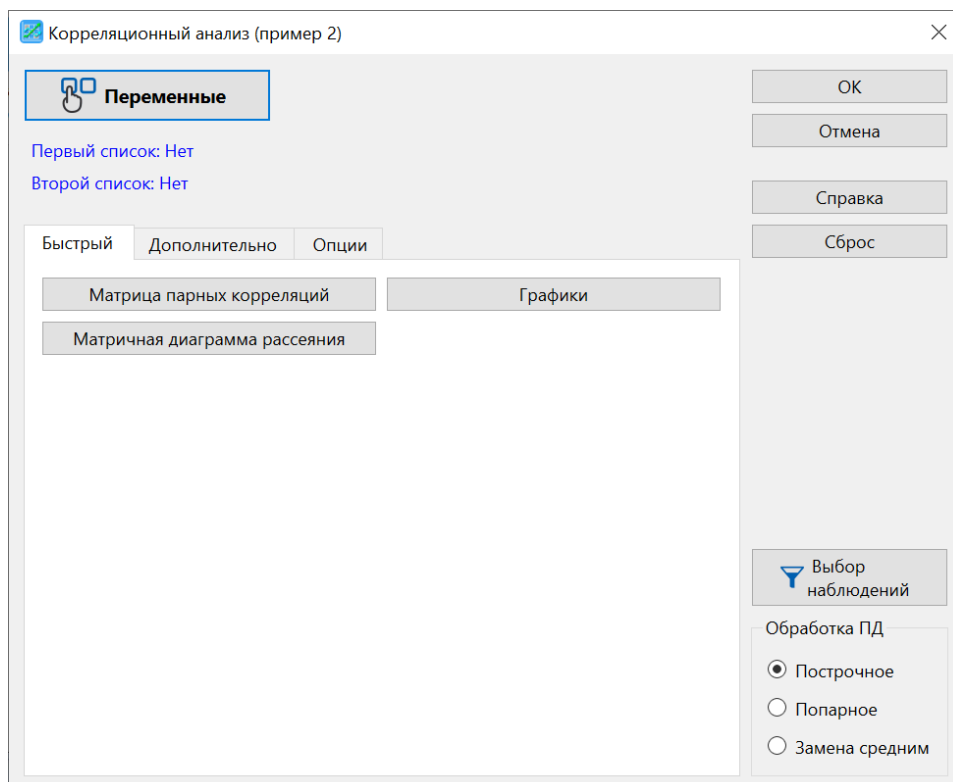 Корреляционный анализ (пример 2)
Переменные
Первый список: Нет
Второй список: Нет
Быстрый
Дополнительно
Опции
Матрица парных корреляций
Графики
Матричная диаграмма рассеяния
OK
Отмена
Справка
Сброс
Выбор
наблюдений
Обработка ПД
Построчное
Попарное
Замена средним